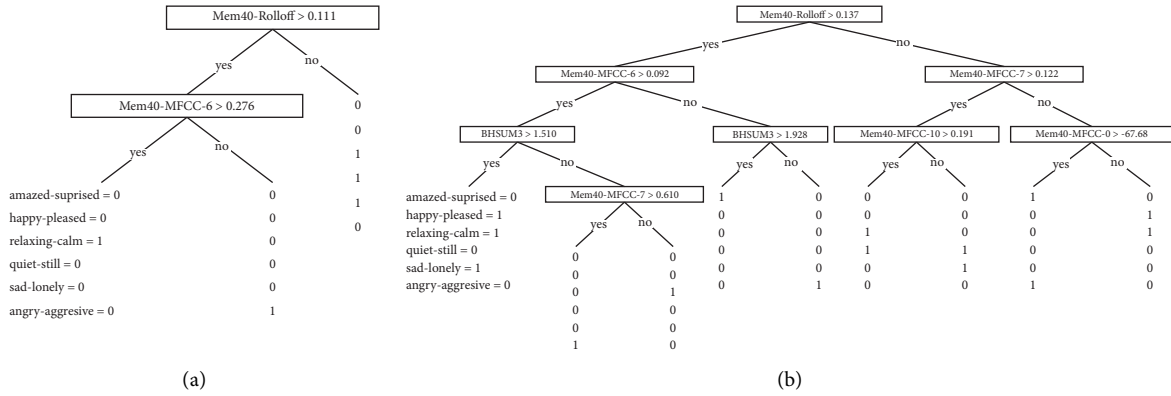 Mem40-Rolloff > 0.111
yes
no
Mem40-MFCC-6 > 0.276
yes
no
0
0
1
1
1
0
amazed-suprised = 0 0
happy-pleased = 0 0
relaxing-calm = 1 0
quiet-still = 0 0
sad-lonely = 0 0
angry-aggresive = 0 1
(a)
Mem40-Rolloff > 0.137
yes
no
Mem40-MFCC-6 > 0.092
Mem40-MFCC-7 > 0.122
yes
no
yes
no
BHSUM3 > 1.510
BHSUM3 > 1.928
Mem40-MFCC-10 > 0.191
Mem40-MFCC-0 > -67.68
yes
no
yes
no
yes
no
yes
no
Mem40-MFCC-7 > 0.610
yes
no
amazed-suprised = 0 1 0 0 0 1 0
happy-pleased = 1 0 0 0 0 0 1
relaxing-calm = 1 0 0 1 0 0 1
quiet-still = 0 0 0 1 1 0 0
sad-lonely = 1 0 0 0 1 0 0
angry-aggresive = 0 0 1 0 0 1 0
0 0
0 0
0 1
0 0
0 0
1 0
(b)